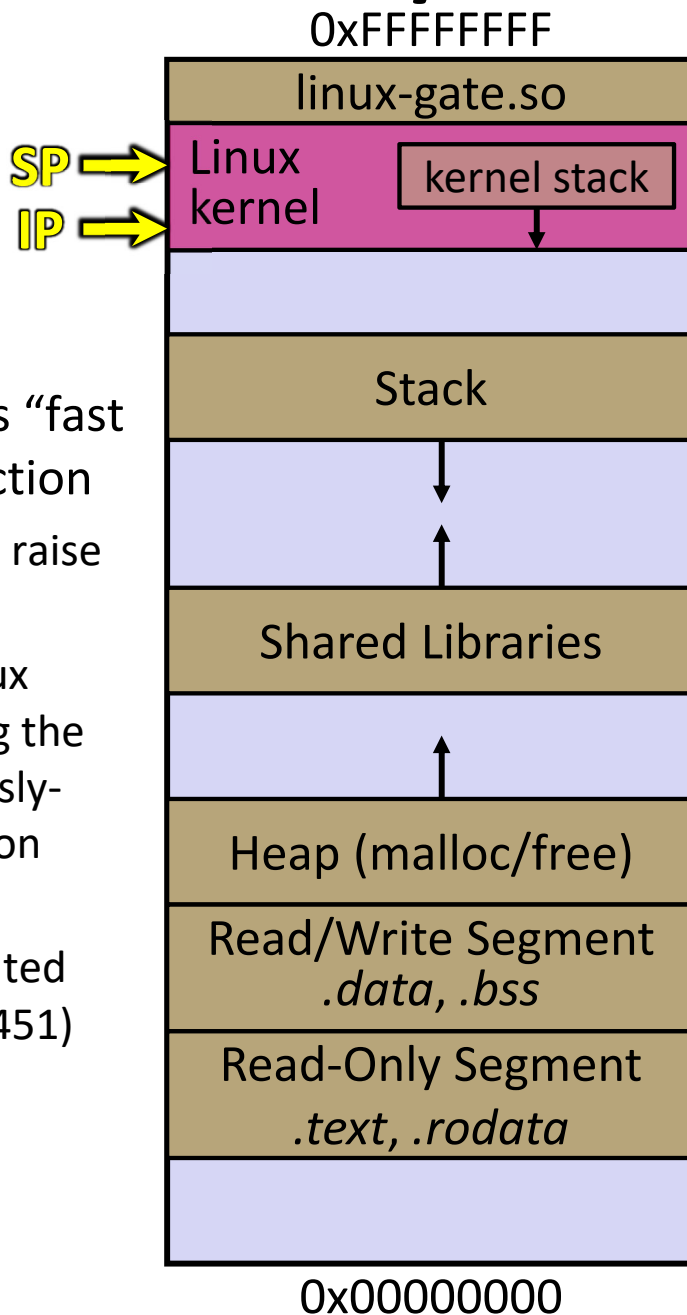 0xFFFFFFFF
linux-gate.so
SP
Linux
kernel
kernel stack
IP
Stack
s “fast
ction
raise
ux
g the
sly-
on
ted
451)
Shared Libraries
Heap (malloc/free)
Read/Write Segment
.data, .bss
Read-Only Segment
.text, .rodata
0x00000000